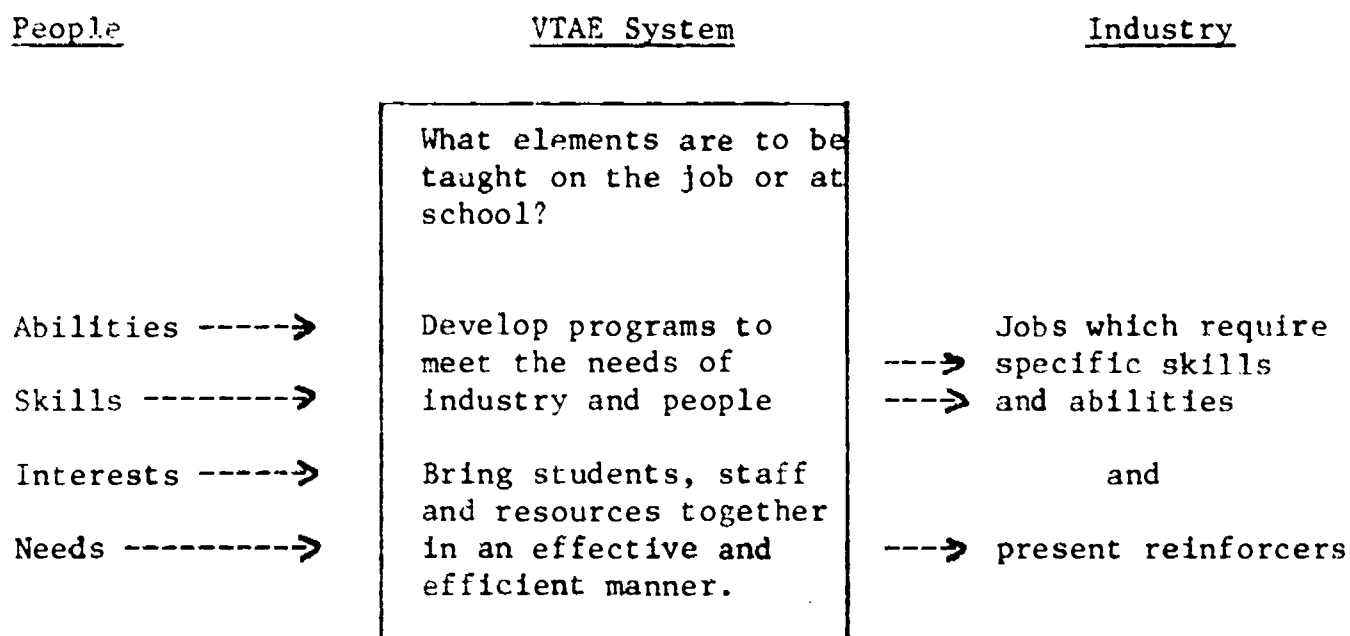 People VTAE System Industry
What elements are to be
taught on the job or at
school?
Abilities -----> Develop programs to Jobs which require
meet the needs of ---> specific skills
Skills --------> industry and people ---> and abilities
Interests -----> Bring students, staff and
and resources together
Needs ---------> in an effective and ---> present reinforcers
efficient manner.